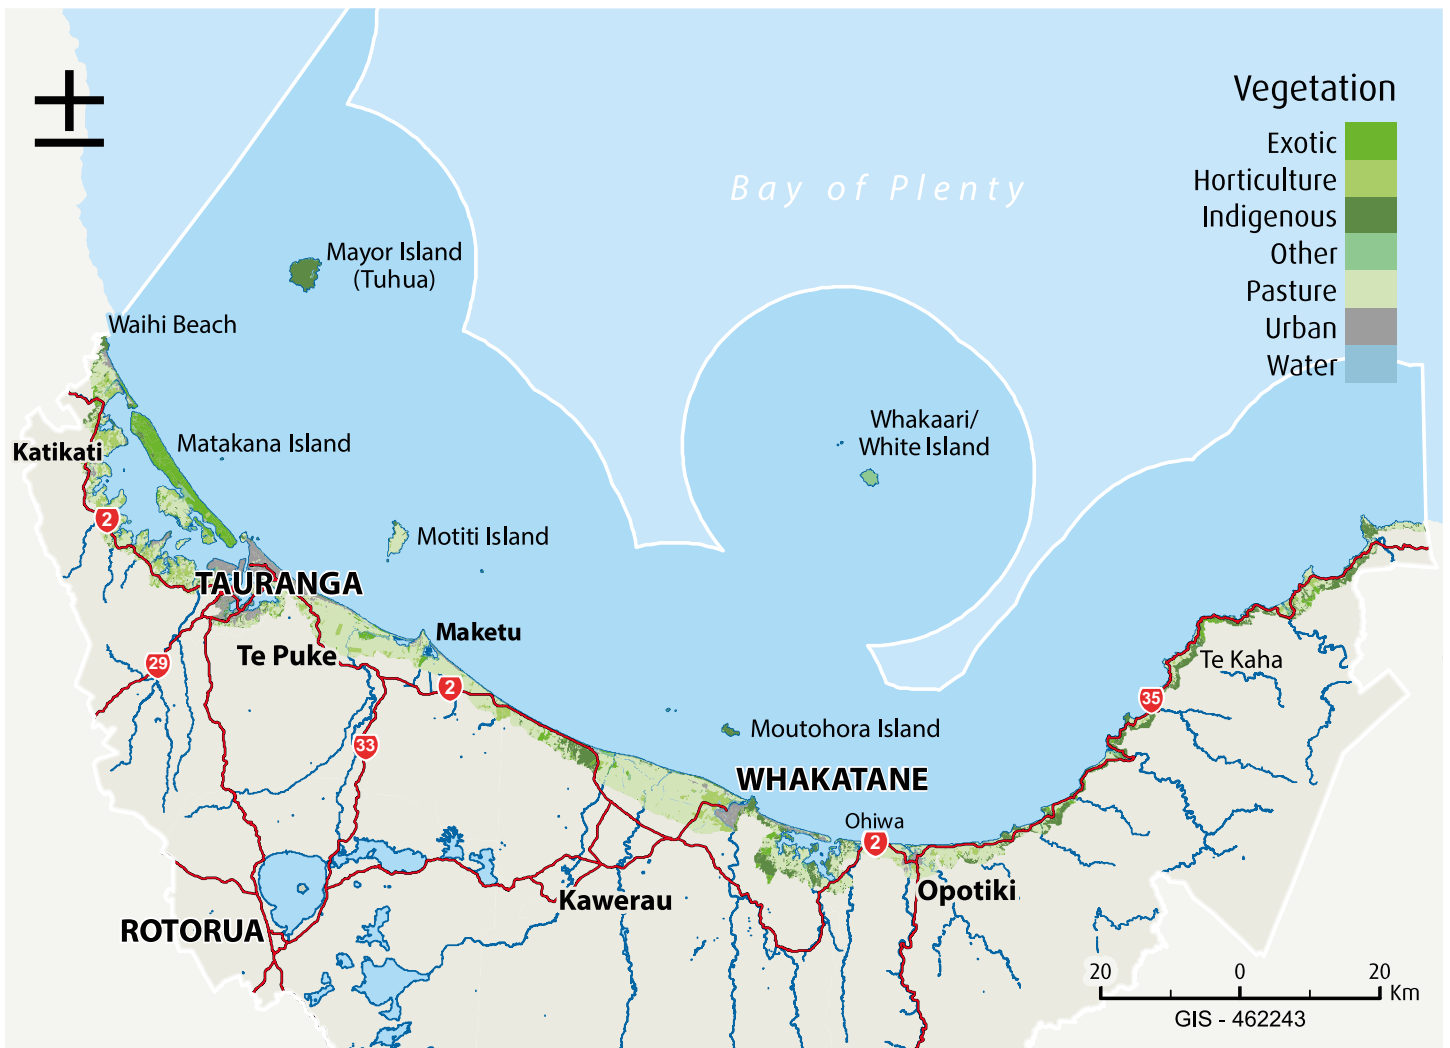 Vegetation
Exotic
Horticulture
Indigenous
Other
Pasture
Urban
Water
Bay of Plenty
Mayor Island
(Tuhua)
Waihi Beach
Whakaari/
White Island
Katikati
Matakana Island
2
Motiti Island
TAURANGA
Maketu
Te Puke
29
2
Te Kaha
35
33
Moutohora Island
WHAKATANE
Ohiwa
2
Kawerau
Opotiki
ROTORUA
20 0 20
Km
GIS - 462243